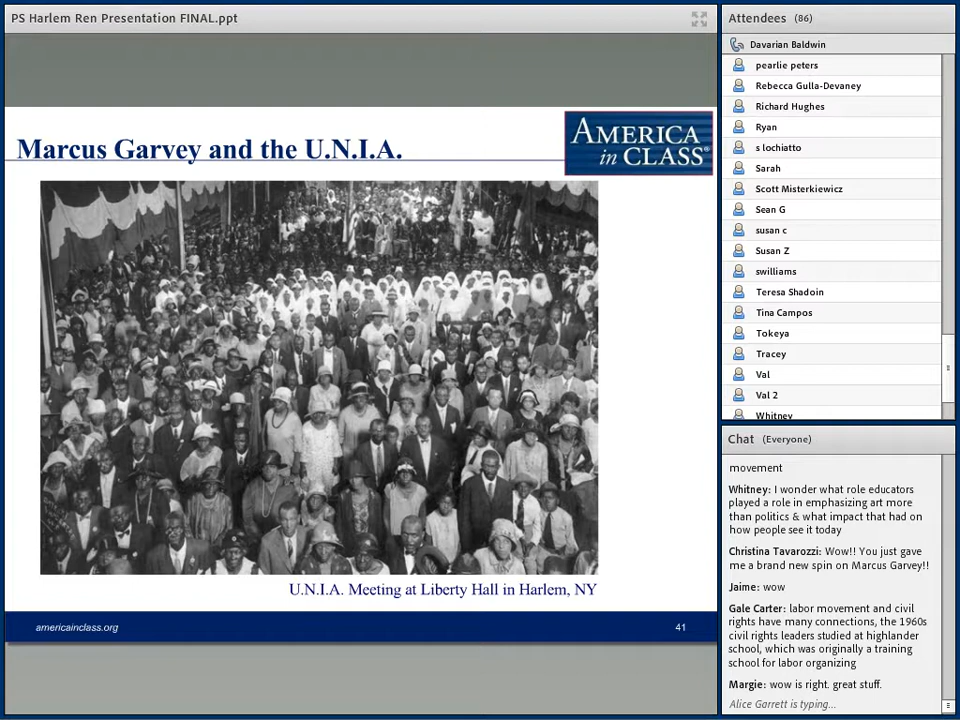 PS Harlem Ren Presentation FINAL.ppt
Marcus Garvey and the U.N.I.A.
AMERICA
in CLASS®
U.N.I.A. Meeting at Liberty Hall in Harlem, NY
americainclass.org
41
Attendees (86)
Davarian Baldwin
pearlie peters
Rebecca Gulla-Devaney
Richard Hughes
Ryan
s lochiatto
Sarah
Scott Misterkiewicz
Sean G
susan c
Susan Z
swilliams
Teresa Shadoin
Tina Campos
Tokeya
Tracey
Val
Val 2
Whitney
Chat (Everyone)
movement
Whitney: I wonder what role educators
played a role in emphasizing art more
than politics & what impact that had on
how people see it today
Christina Tavarozzi: Wow!! You just gave
me a brand new spin on Marcus Garvey!!
Jaime: wow
Gale Carter: labor movement and civil
rights have many connections, the 1960s
civil rights leaders studied at highlander
school, which was originally a training
school for labor organizing
Margie: wow is right. great stuff.
Alice Garrett is typing...